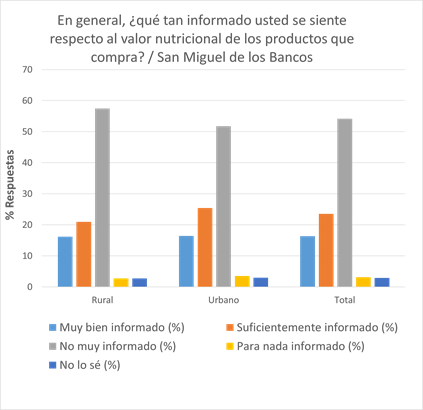 En general, ¿qué tan informado usted se siente
respecto al valor nutricional de los productos que
compra? / San Miguel de los Bancos
70
60
50
40
30
20
10
0
% Respuestas
Rural Urbano Total
Muy bien informado (%) Suficientemente informado (%)
No muy informado (%) Para nada informado (%)
No lo sé (%)